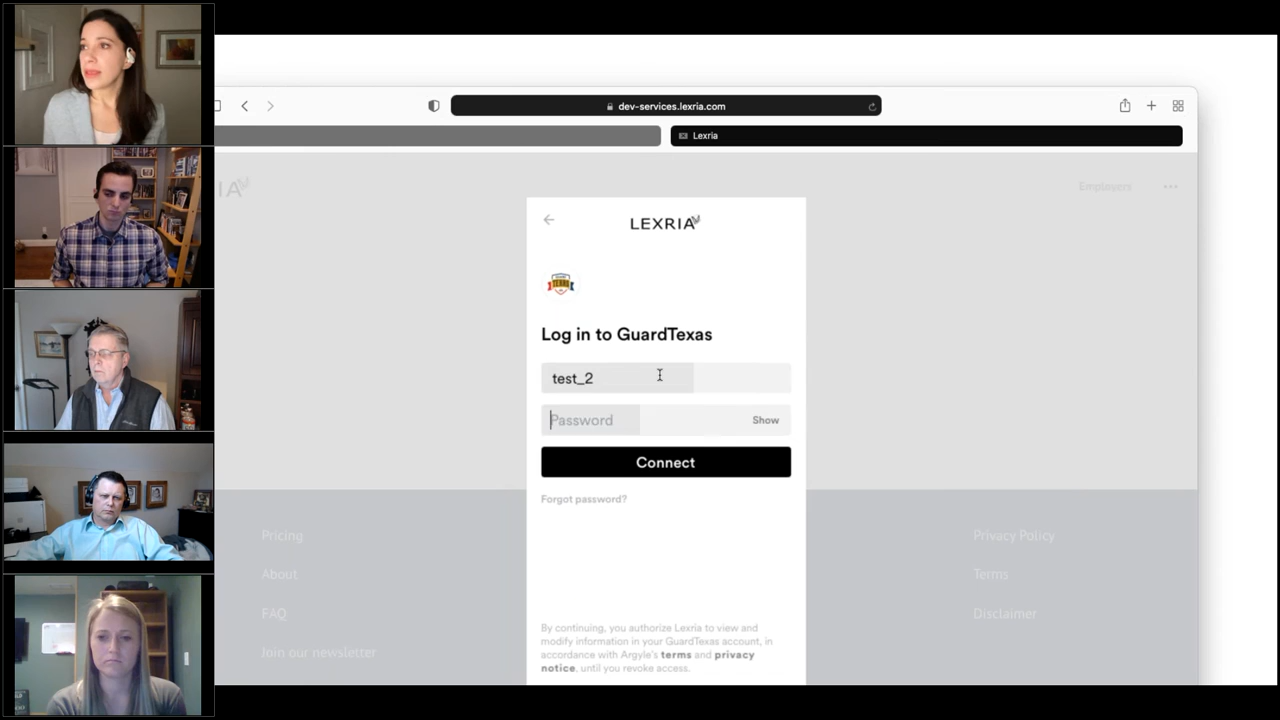 dev-services.lexria.com
Lexria
IA
Employers
LEXRIA
TEXAS
Log in to GuardTexas
test_2
Password
Show
Connect
Forgot password?
Pricing
About
FAQ
Join our newsletter
Privacy Policy
Terms
Disclaimer
By continuing, you authorize Lexria to view and
modify information in your GuardTexas account, in
accordance with Argyle's terms and privacy
notice, until you revoke access.